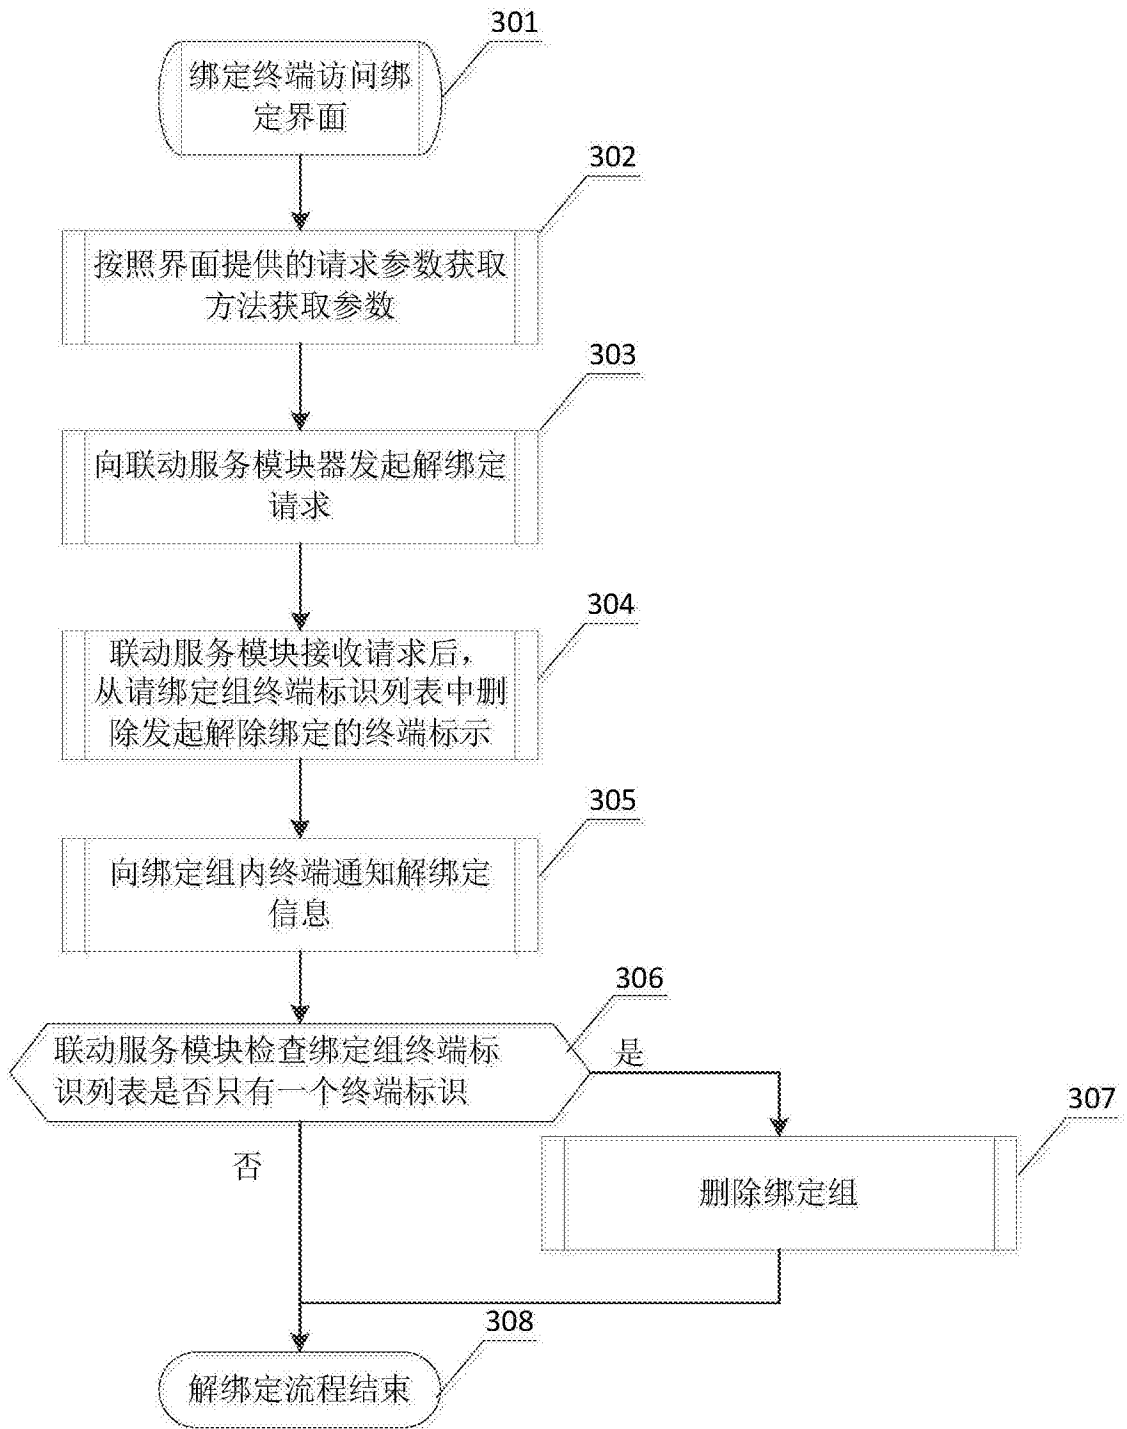 301
绑定终端访问绑
定界面
302
按照界面提供的请求参数获取
方法获取参数
303
向联动服务模块器发起解绑定
请求
304
联动服务模块接收请求后，
从请绑定组终端标识列表中删
除发起解除绑定的终端标示
305
向绑定组内终端通知解绑定
信息
306
联动服务模块检查绑定组终端标
识列表是否只有一个终端标识
是
307
否
删除绑定组
308
解绑定流程结束